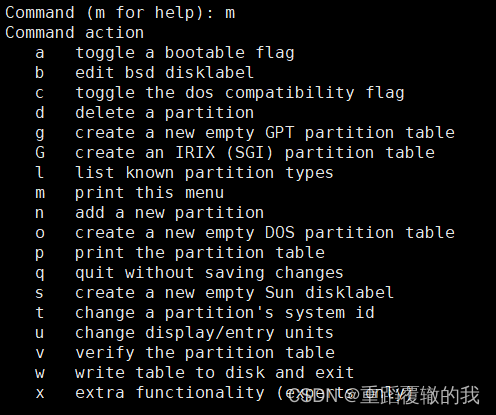 Command (m for help): m
Command action
a toggle a bootable flag
b edit bsd disklabel
c toggle the dos compatibility flag
d delete a partition
g create a new empty GPT partition table
G create an IRIX (SGI) partition table
l list known partition types
m print this menu
n add a new partition
o create a new empty DOS partition table
p print the partition table
q quit without saving changes
s create a new empty Sun disklabel
t change a partition's system id
u change display/entry units
v verify the partition table
w write table to disk and exit
x extra functionality (experts only)
CSDN @重蹈覆辙的我